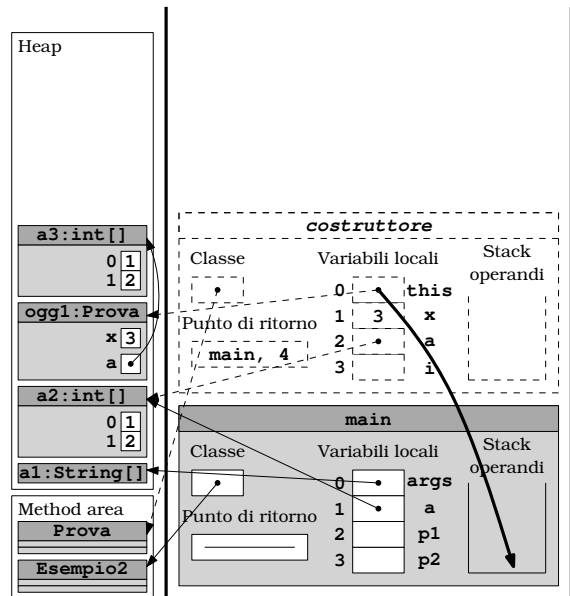 Heap
a3:int[]
0 1
1 2
ogg1:Prova
x 3
a
a2:int[]
0 1
1 2
a1:String[]
Method area
Prova
Esempio2
costruttore
Classe
Variabili locali
Stack
operandi
0 this
Punto di ritorno
1 3 x
main, 4
2 a
3 i
main
Classe
Variabili locali
Stack
operandi
0 args
Punto di ritorno
1 a
2 p1
3 p2